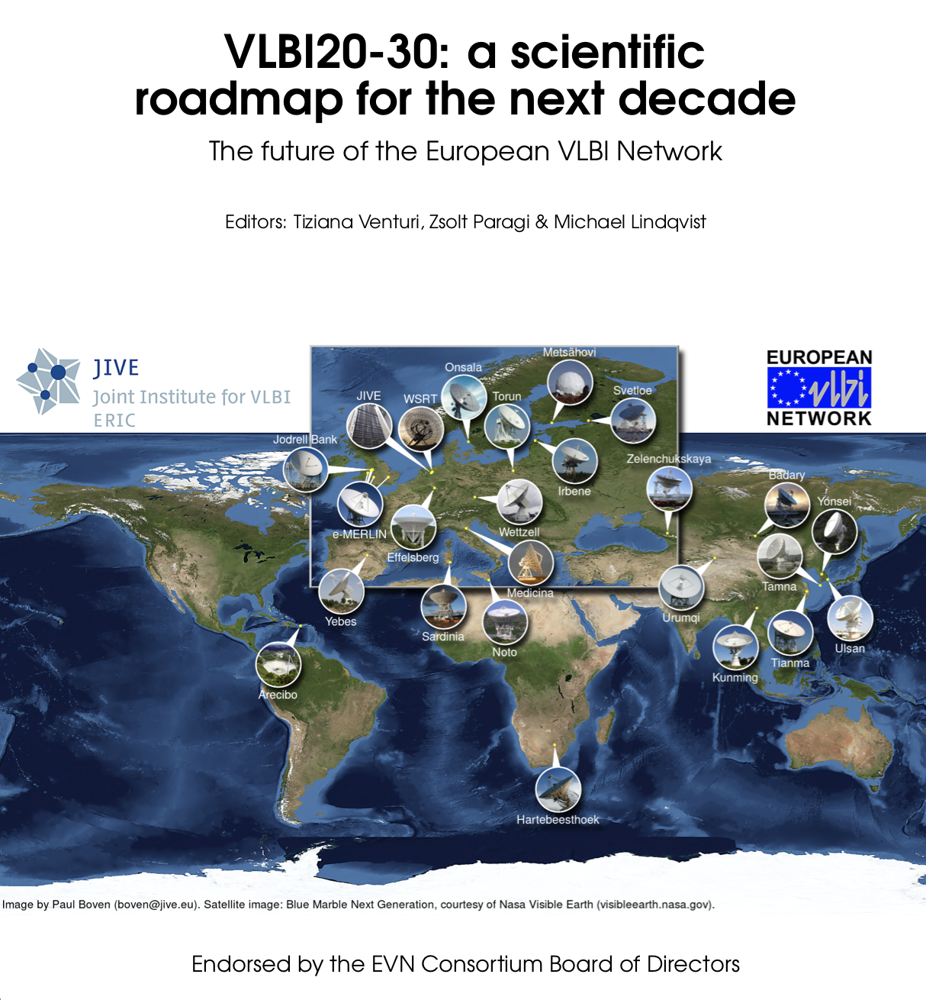 VLBI20-30: a scientific
roadmap for the next decade
The future of the European VLBI Network
Editors: Tiziana Venturi, Zsolt Paragi & Michael Lindqvist
JIVE
Joint Institute for VLBI
ERIC
EUROPEAN
vlbi
NETWORK
Metsähovi
Onsala
JIVE
WSRT
Torun
Svetloe
Jodrell Bank
Zelenchukskaya
Badary
Irbene
Yonsei
e-MERLIN
Wettzell
Effelsberg
Tamna
Medicina
Yebes
Urumqi
Sardinia
Noto
Ulsan
Tianma
Kunming
Arecibo
Hartebeesthoek
Image by Paul Boven (boven@jive.eu). Satellite image: Blue Marble Next Generation, courtesy of Nasa Visible Earth (visibleearth.nasa.gov).
Endorsed by the EVN Consortium Board of Directors